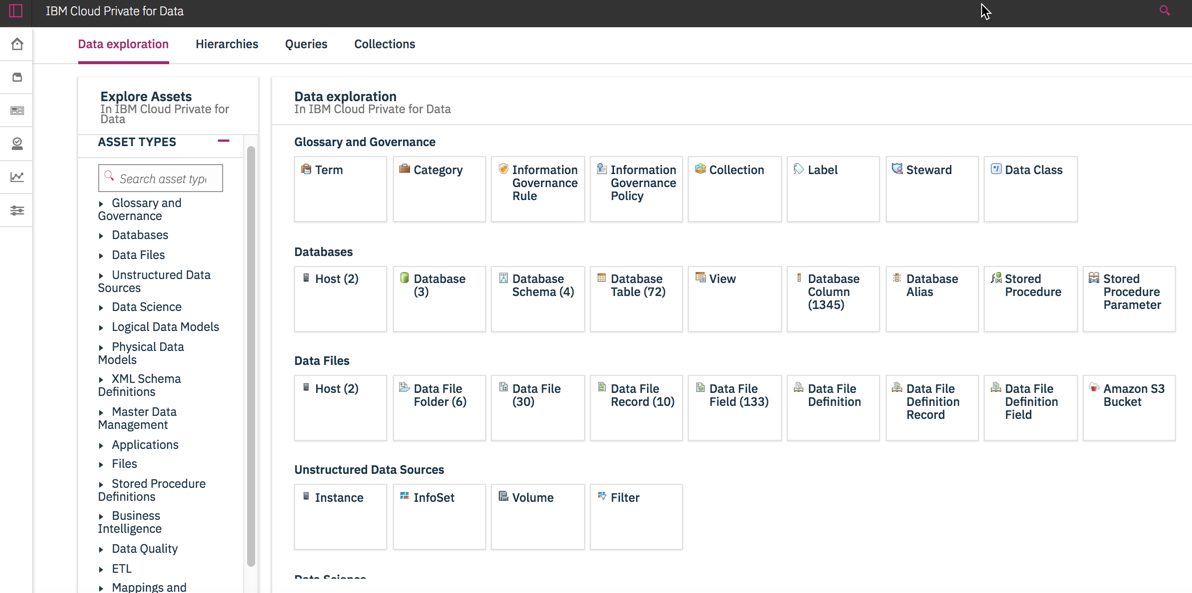 IBM Cloud Private for Data
Data exploration
Hierarchies
Queries
Collections
Explore Assets
In IBM Cloud Private for
Data
ASSET TYPES
Search asset typ
Glossary and
Governance
Databases
Data Files
Unstructured Data
Sources
Data Science
Logical Data Models
Physical Data
Models
XML Schema
Definitions
Master Data
Management
Applications
Files
Stored Procedure
Definitions
Business
Intelligence
Data Quality
ETL
Mappings and
Data exploration
In IBM Cloud Private for Data
Glossary and Governance
Term
Category
Information
Governance
Rule
Information
Governance
Policy
Collection
Label
Steward
Data Class
Databases
Host (2)
Database
(3)
Database
Schema (4)
Database
Table (72)
View
Database
Column
(1345)
Database
Alias
Stored
Procedure
Stored
Procedure
Parameter
Data Files
Host (2)
Data File
Folder (6)
Data File
(30)
Data File
Record (10)
Data File
Field (133)
Data File
Definition
Data File
Definition
Record
Data File
Definition
Field
Amazon S3
Bucket
Unstructured Data Sources
Instance
InfoSet
Volume
Filter
Data Science